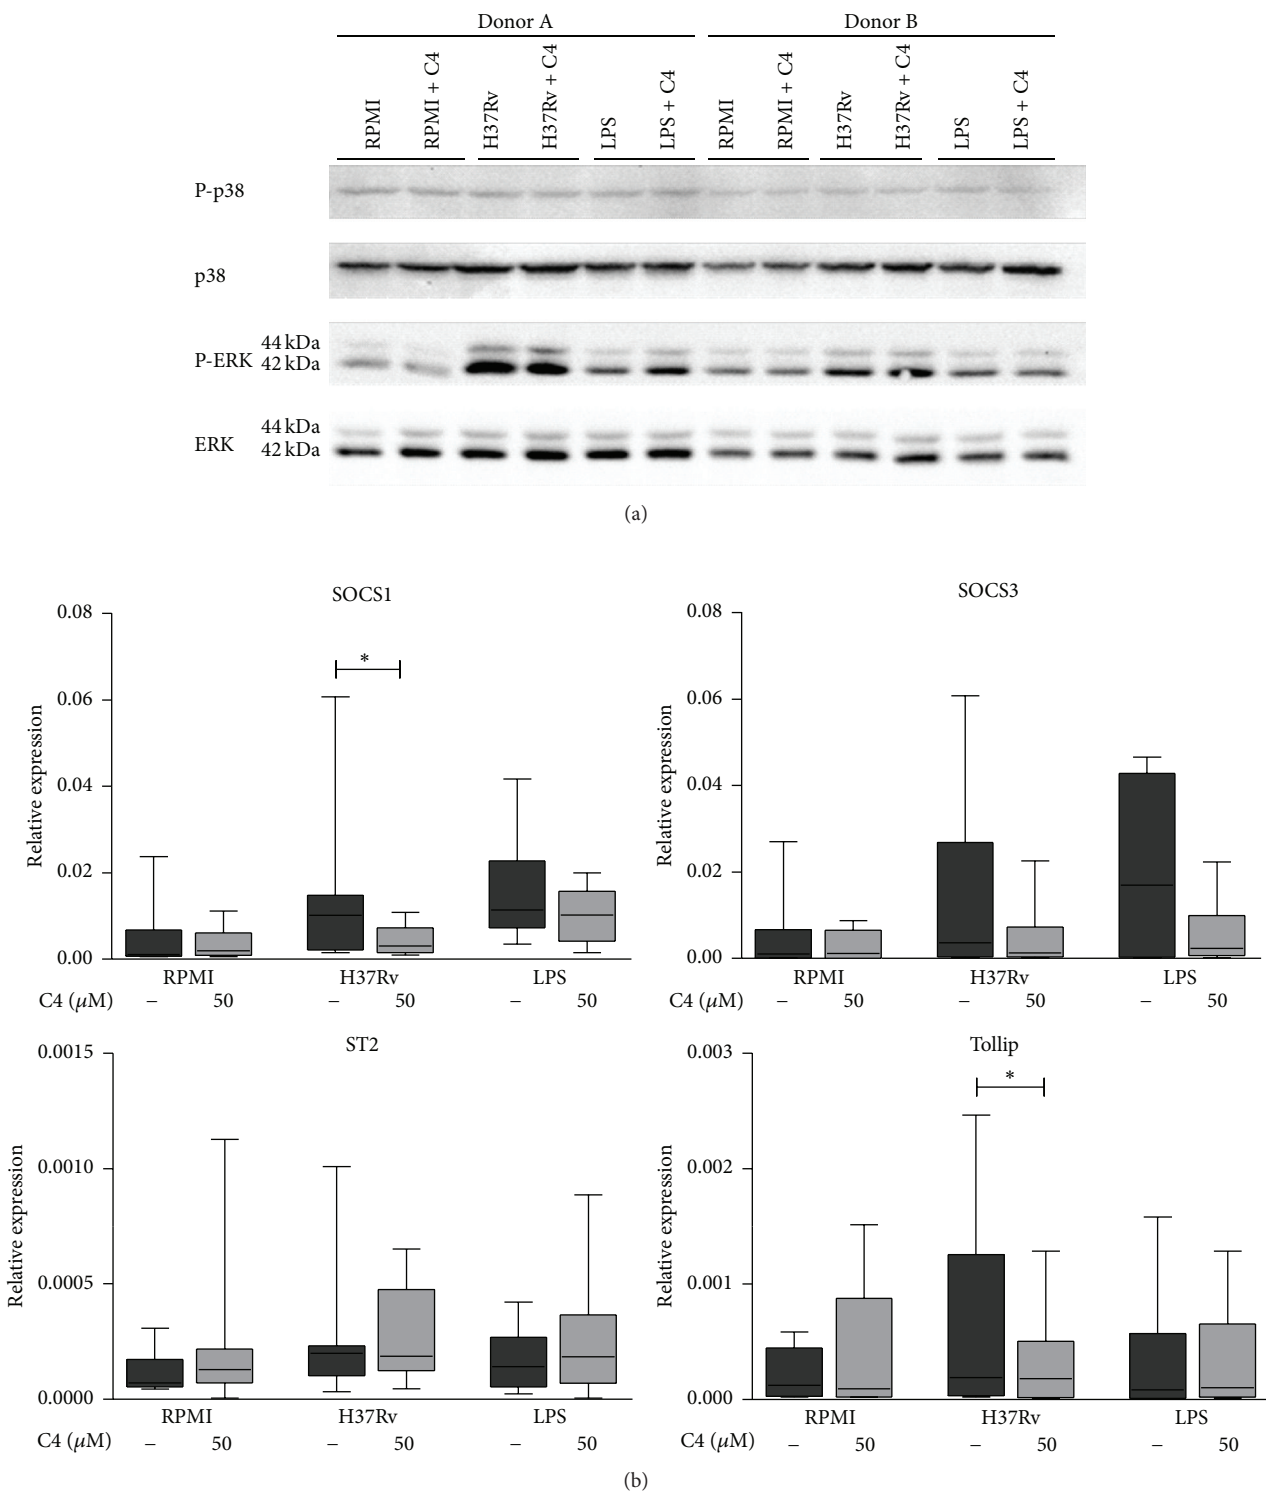 Donor A Donor B
RPMI RPMI + C4 H37Rv H37Rv + C4 LPS LPS + C4 RPMI RPMI + C4 H37Rv H37Rv + C4 LPS LPS + C4
P-p38
p38
44 kDa
P-ERK 42 kDa
44 kDa
ERK 42 kDa
(a)
SOCS1
0.08
0.06
0.04
0.02
0.00
Relative expression
RPMI H37Rv LPS
C4 (μM) – 50 – 50 – 50
*
SOCS3
0.08
0.06
0.04
0.02
0.00
Relative expression
RPMI H37Rv LPS
C4 (μM) – 50 – 50 – 50
ST2
0.0015
0.0010
0.0005
0.0000
Relative expression
RPMI H37Rv LPS
C4 (μM) – 50 – 50 – 50
Tollip
*
0.003
0.002
0.001
0.000
Relative expression
RPMI H37Rv LPS
C4 (μM) – 50 – 50 – 50
(b)